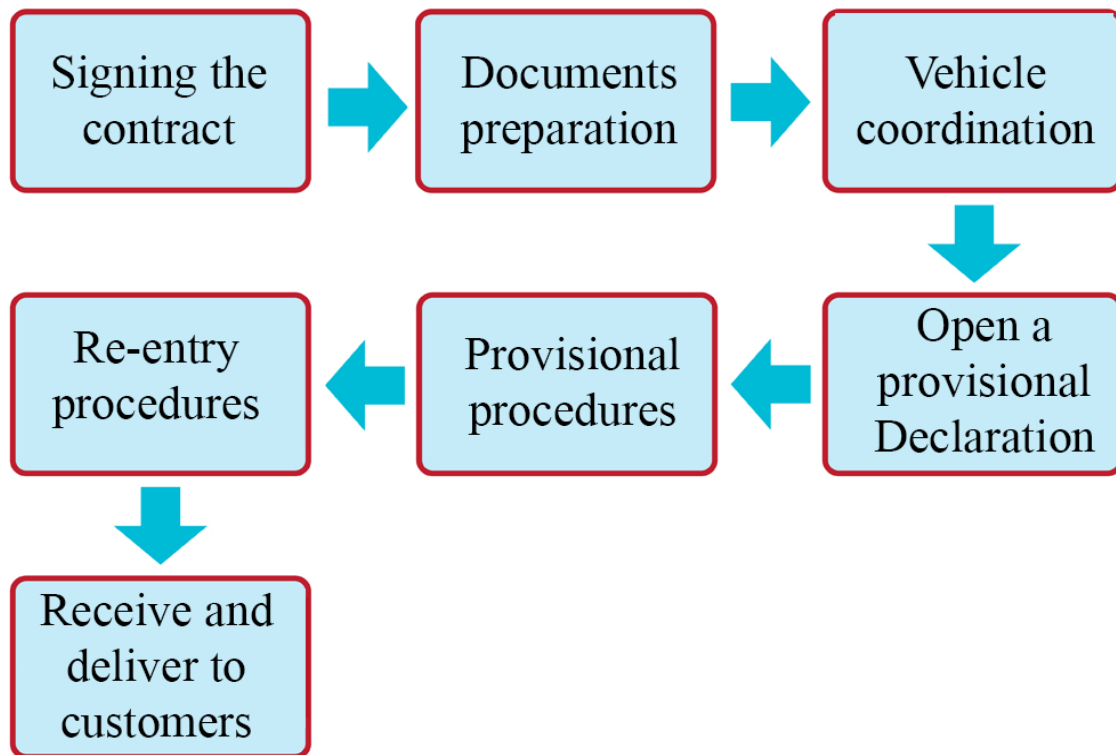 Signing the
contract
Documents
preparation
Vehicle
coordination
Open a
provisional
Declaration
Provisional
procedures
Re-entry
procedures
Receive and
deliver to
customers